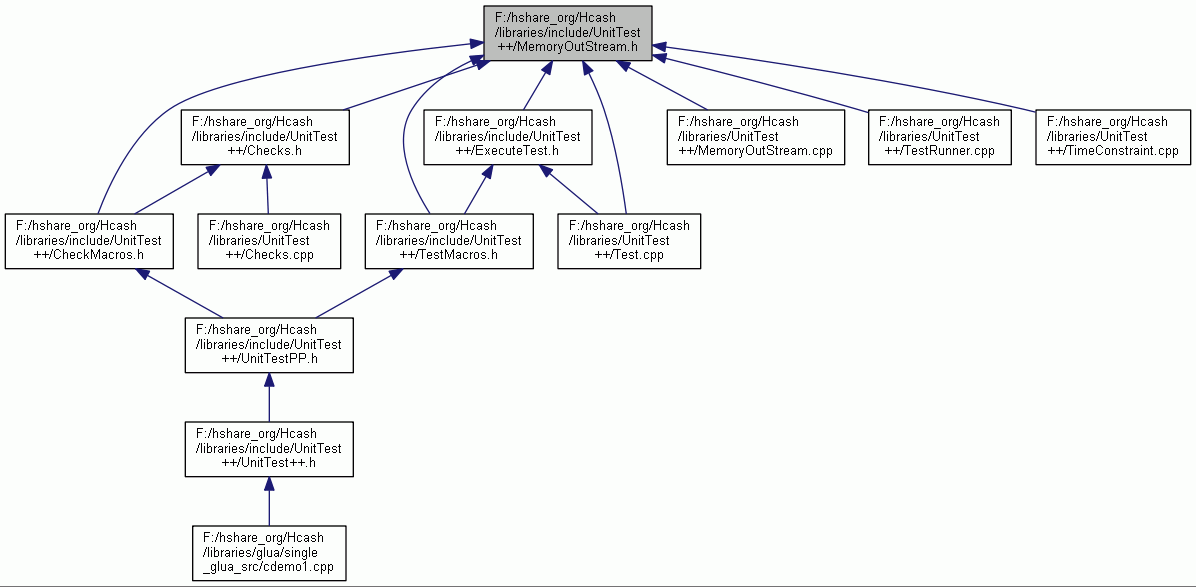 F:/hshare_org/Hcash
/libraries/include/UnitTest
++/MemoryOutStream.h
F:/hshare_org/Hcash
/libraries/include/UnitTest
++/Checks.h
F:/hshare_org/Hcash
/libraries/include/UnitTest
++/ExecuteTest.h
F:/hshare_org/Hcash
/libraries/UnitTest
++/MemoryOutStream.cpp
F:/hshare_org/Hcash
/libraries/UnitTest
++/TestRunner.cpp
F:/hshare_org/Hcash
/libraries/UnitTest
++/TimeConstraint.cpp
F:/hshare_org/Hcash
/libraries/include/UnitTest
++/CheckMacros.h
F:/hshare_org/Hcash
/libraries/UnitTest
++/Checks.cpp
F:/hshare_org/Hcash
/libraries/include/UnitTest
++/TestMacros.h
F:/hshare_org/Hcash
/libraries/UnitTest
++/Test.cpp
F:/hshare_org/Hcash
/libraries/include/UnitTest
++/UnitTestPP.h
F:/hshare_org/Hcash
/libraries/include/UnitTest
++/UnitTest++.h
F:/hshare_org/Hcash
/libraries/glua/single
_glua_src/cdemo1.cpp